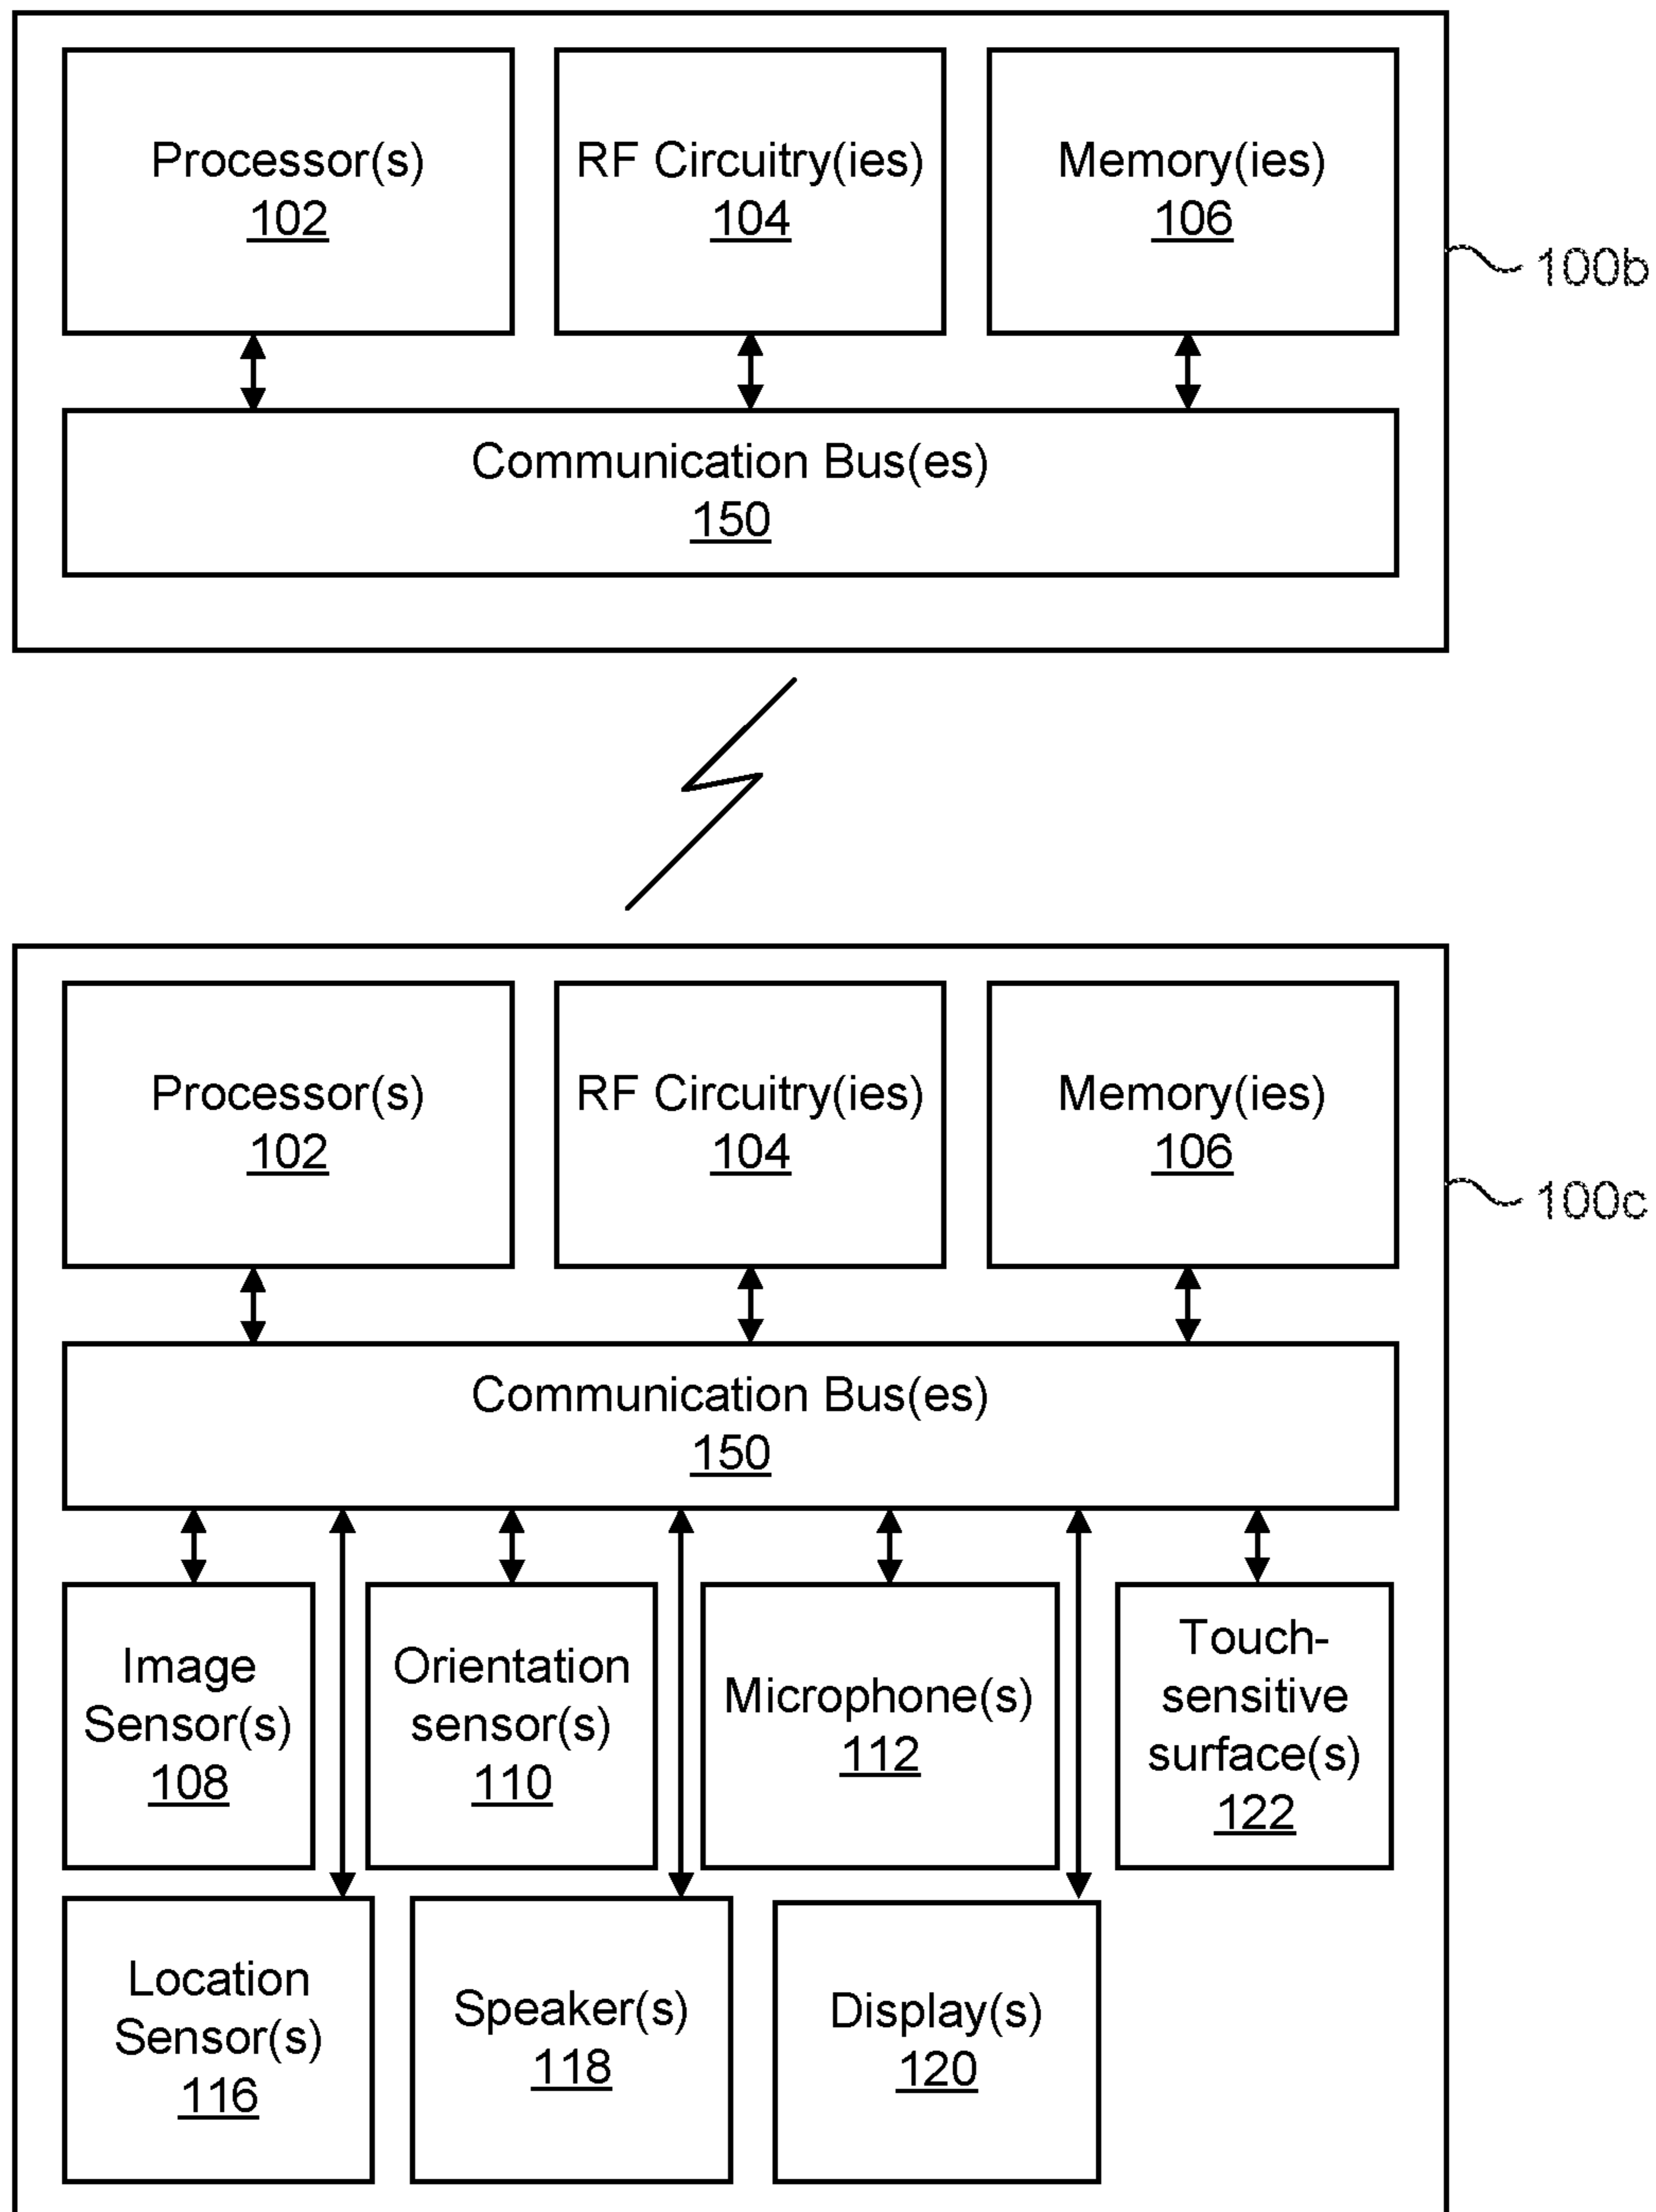 Processor(s)
102
RF Circuitry(ies)
104
Memory(ies)
106
100b
Communication Bus(es)
150
Processor(s)
102
RF Circuitry(ies)
104
Memory(ies)
106
100c
Communication Bus(es)
150
Image
Sensor(s)
108
Orientation
sensor(s)
110
Microphone(s)
112
Touch-
sensitive
surface(s)
122
Location
Sensor(s)
116
Speaker(s)
118
Display(s)
120